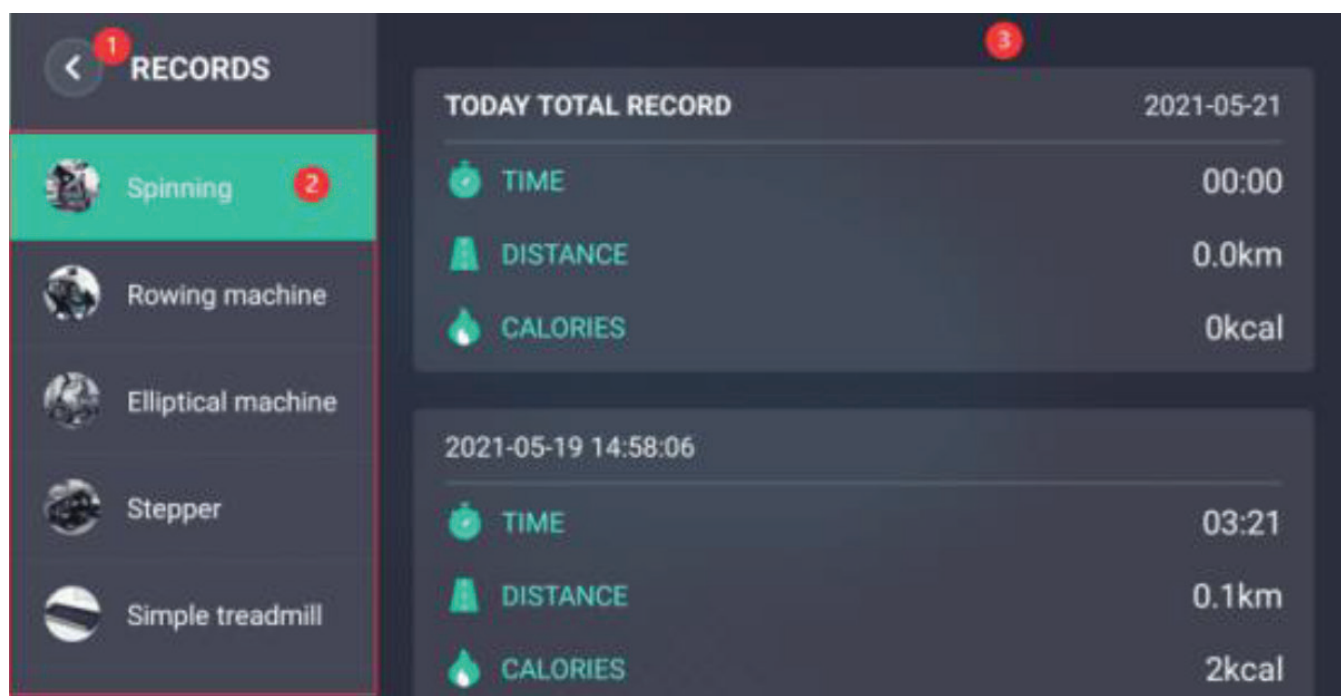 1
RECORDS
2
Spinning
Rowing machine
Elliptical machine
Stepper
Simple treadmill
3
TODAY TOTAL RECORD 2021-05-21
TIME 00:00
DISTANCE 0.0km
CALORIES 0kcal
2021-05-19 14:58:06
TIME 03:21
DISTANCE 0.1km
CALORIES 2kcal